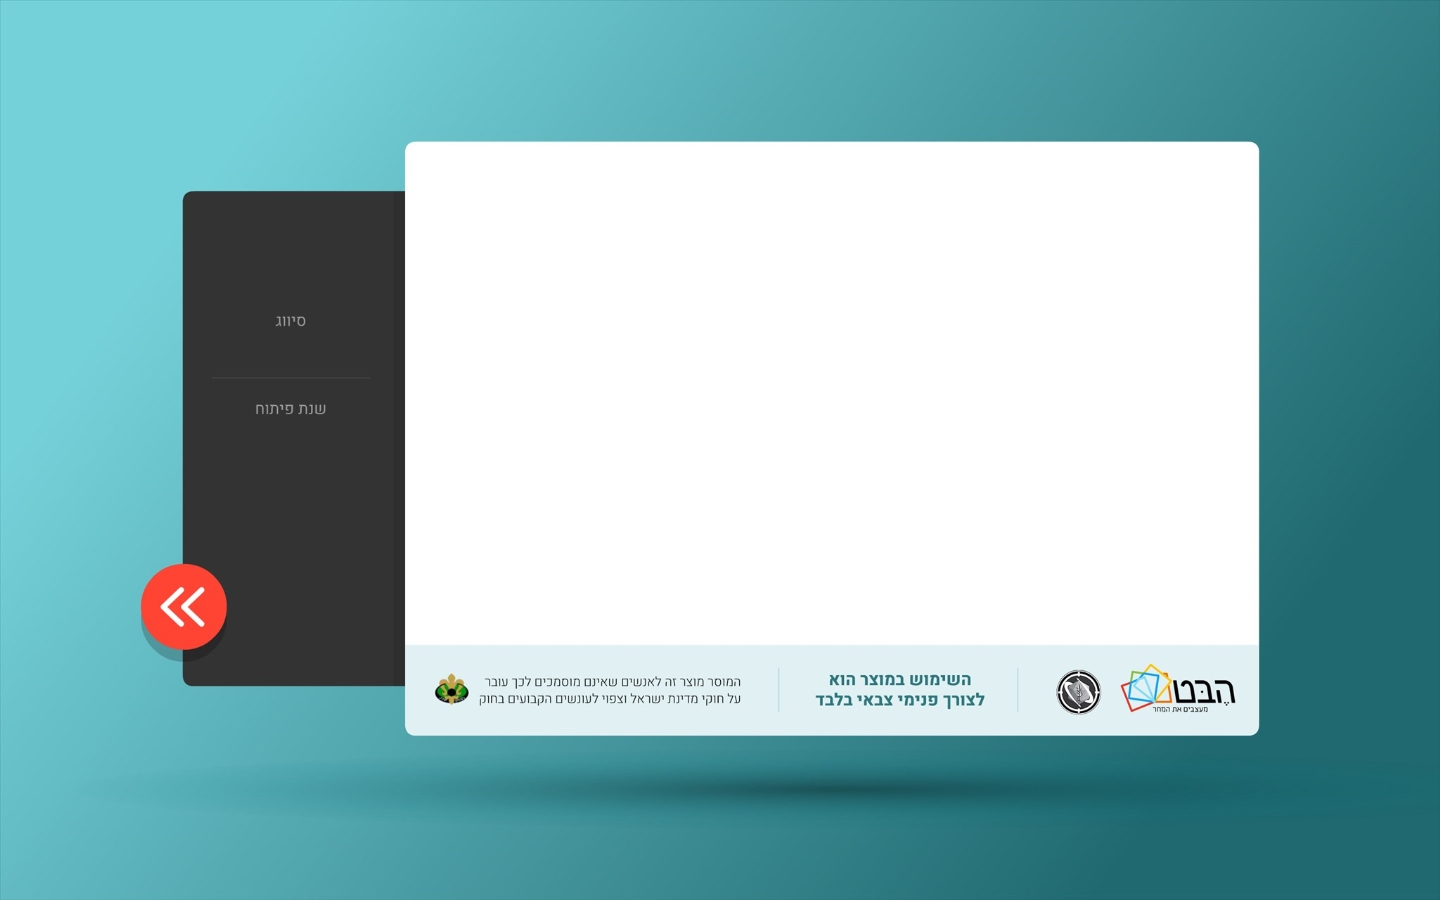 סיווג
שנת פיתוח
הַבֵּט
מעצבים את המחר
השימוש במוצר הוא
לצורך פנימי צבאי בלבד
המוסר מוצר זה לאנשים שאינם מוסמכים לכך עובר
על חוקי מדינת ישראל וצפוי לעונשים הקבועים בחוק